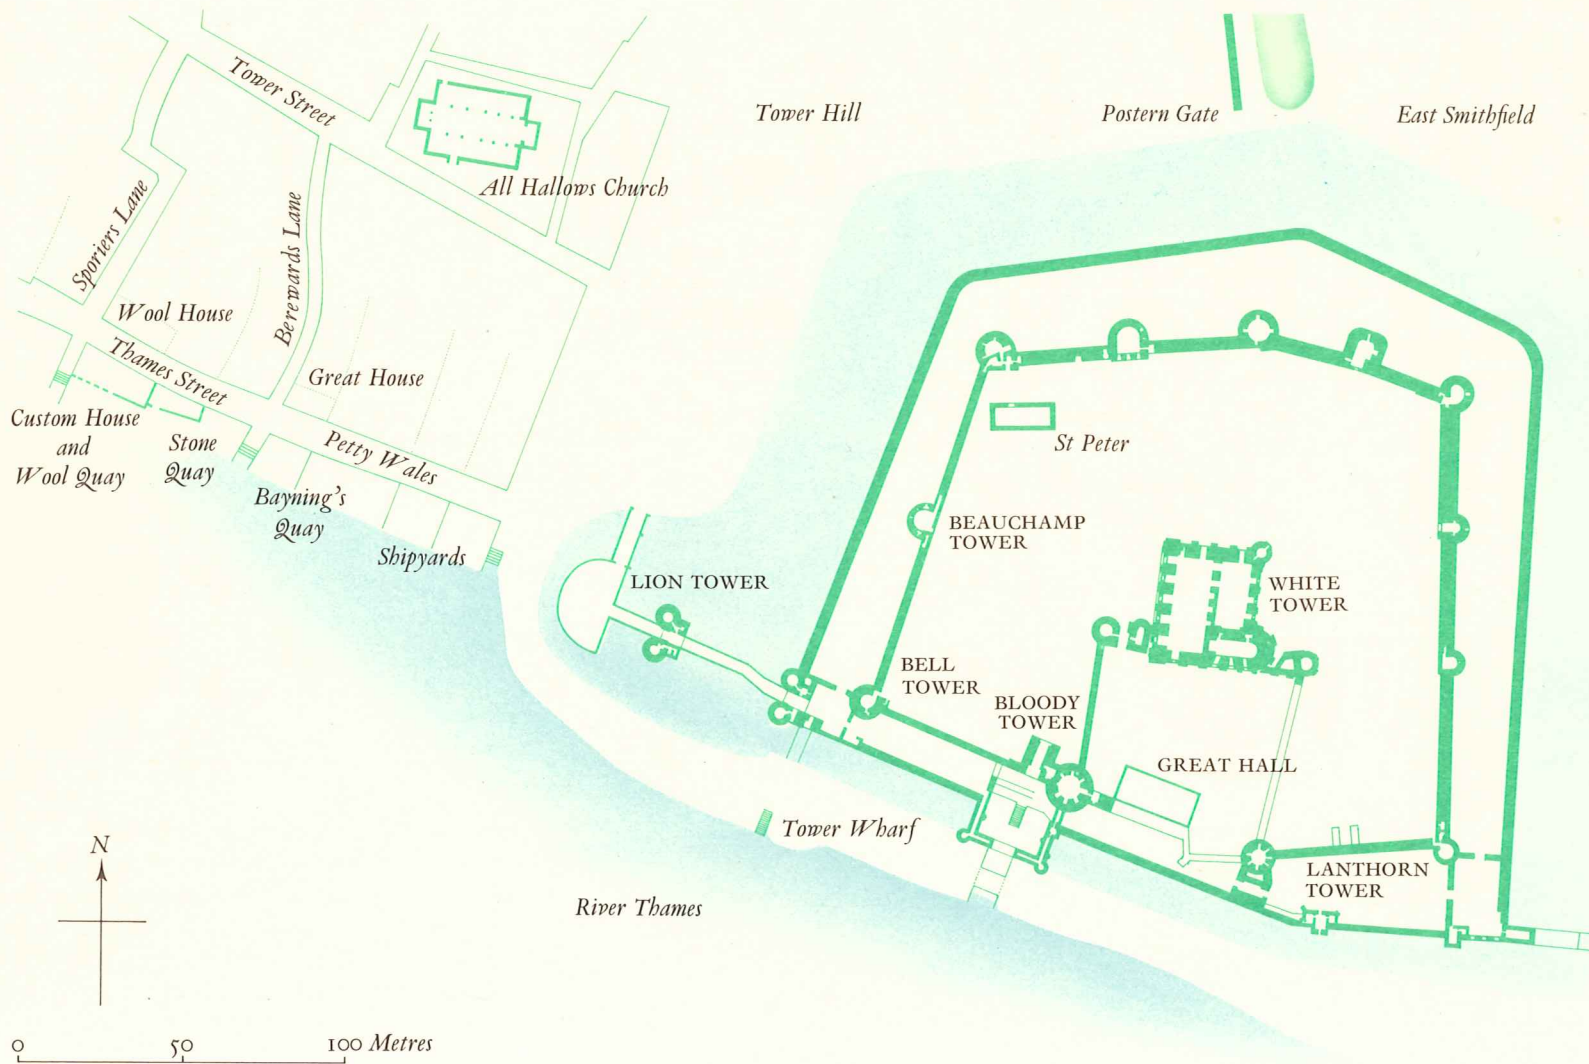 Tower Street
Tower Hill
Postern Gate
East Smithfield
All Hallows Church
Sporiers Lane
Berewards Lane
Wool House
Thames Street
Great House
Custom House
and
Wool Quay
Stone
Quay
Petty Wales
Bayning's
Quay
Shipyards
St Peter
BEAUCHAMP
TOWER
LION TOWER
WHITE
TOWER
BELL
TOWER
BLOODY
TOWER
GREAT HALL
Tower Wharf
LANTHORN
TOWER
River Thames
N
0 50 100 Metres